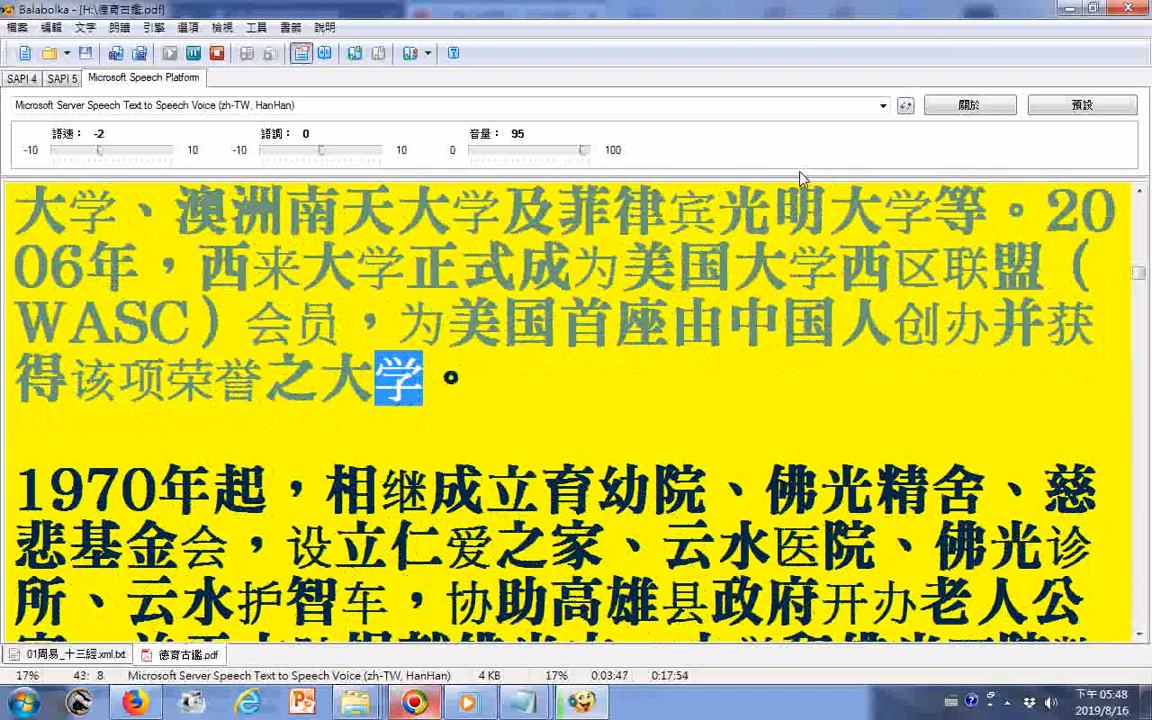 Balabolka - [H:\德育古鑑.pdf]
檔案 編輯 文字 朗讀 引擎 選項 檢視 工具 書籤 說明
SAPI 4 SAPI 5 Microsoft Speech Platform
Microsoft Server Speech Text to Speech Voice (zh-TW, HanHan) 關於 預設
語速： -2 語調： 0 音量： 95
-10 10 -10 10 0 100
大学、澳洲南天大学及菲律宾光明大学等。20
06年，西来大学正式成为美国大学西区联盟（
WASC）会员，为美国首座由中国人创办并获
得该项荣誉之大学。
1970年起，相继成立育幼院、佛光精舍、慈
悲基金会，设立仁爱之家、云水医院、佛光诊
所、云水护智车，协助高雄县政府开办老人公
01周易_十三經.xml.txt 德育古鑑.pdf
17% 43: 8 Microsoft Server Speech Text to Speech Voice (zh-TW, HanHan) 4 KB 17% 0:03:47 0:17:54
下午 05:48
2019/8/16